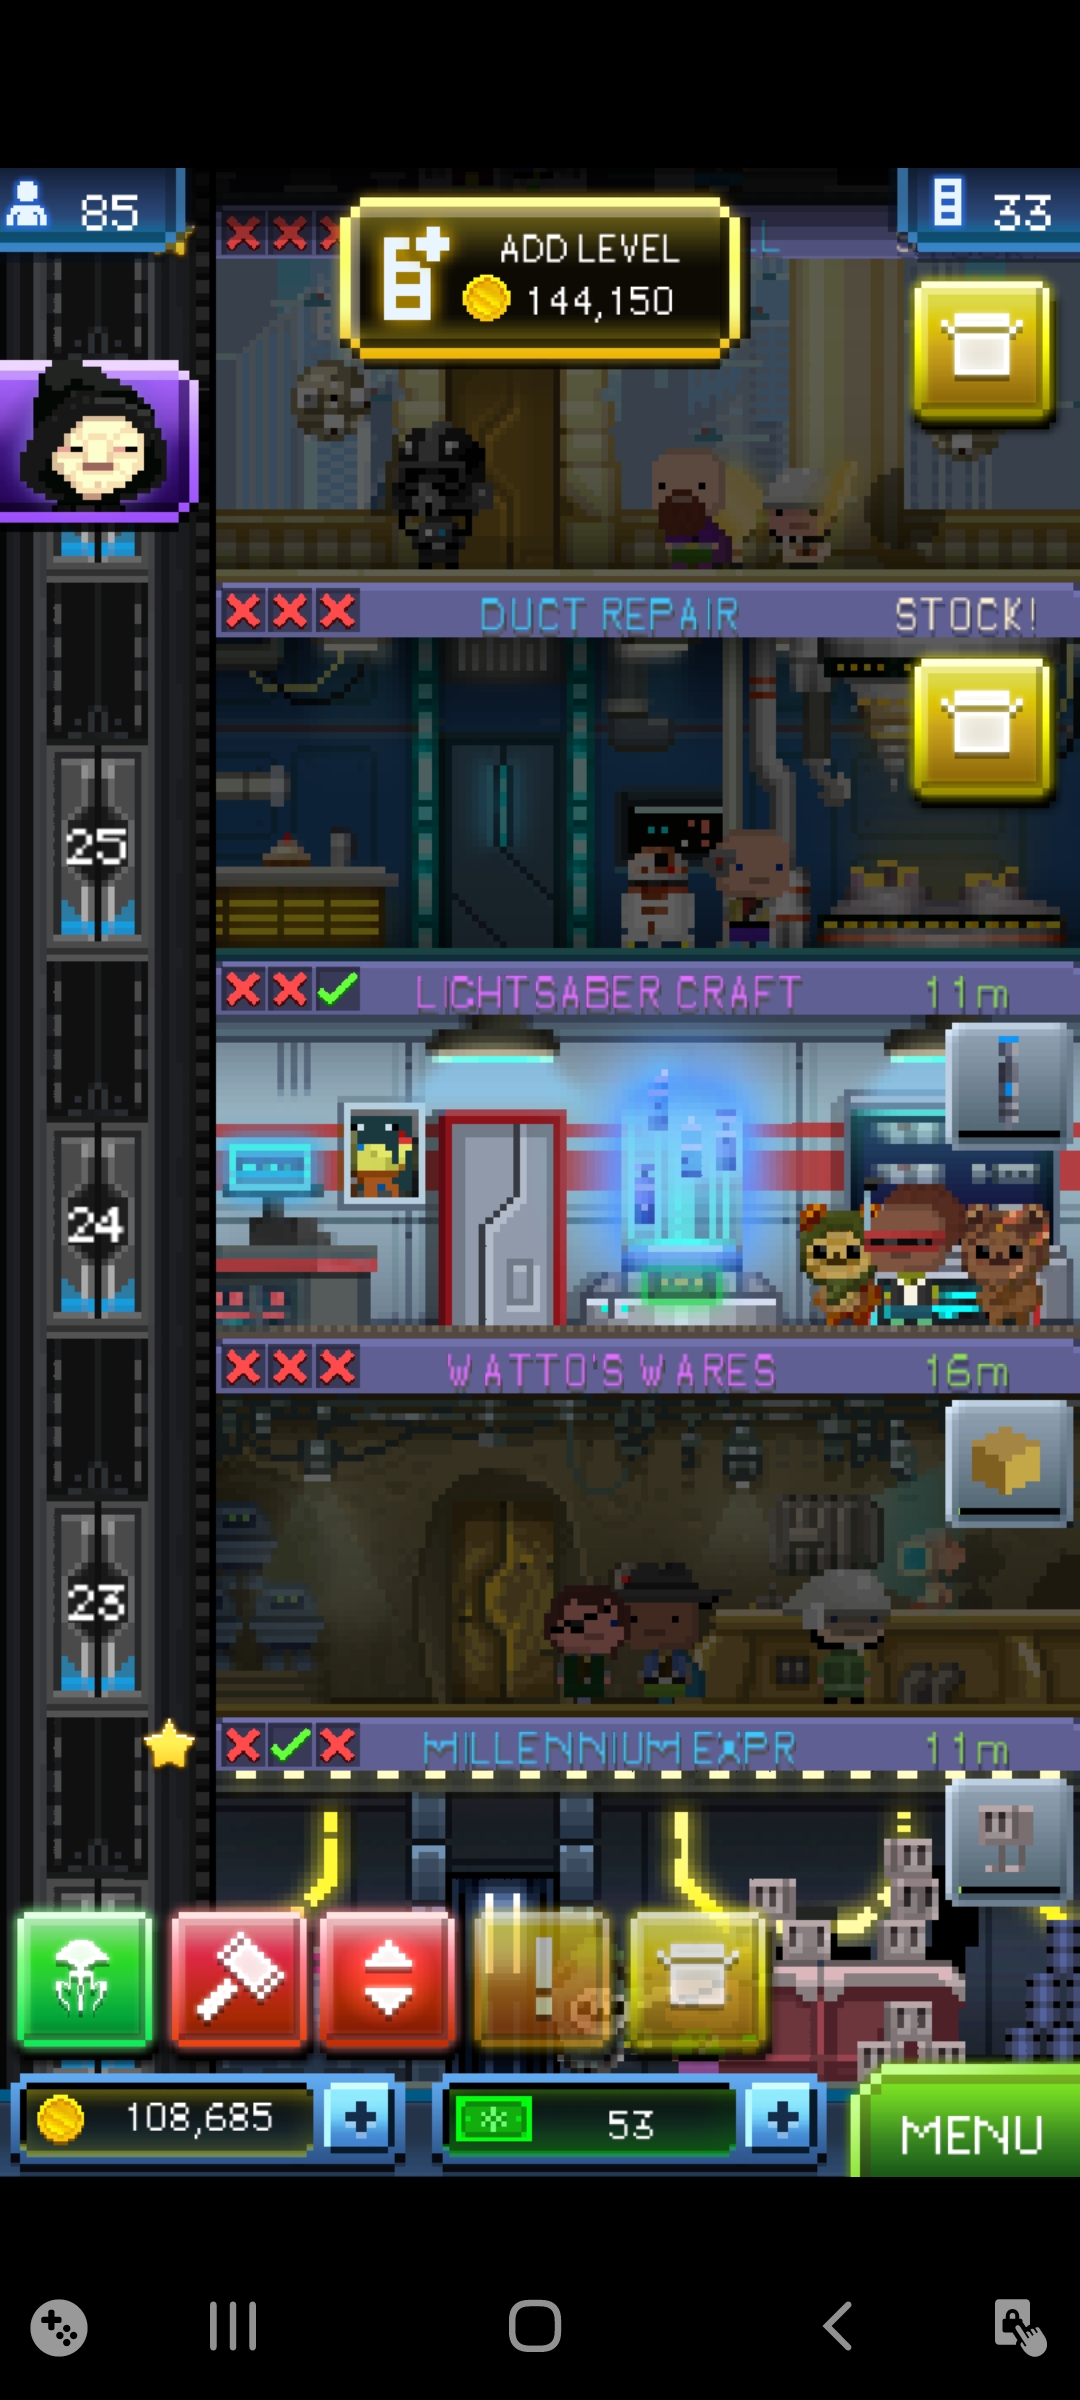 85
33
ADD LEVEL
144,150
DUCT REPAIR
STOCK!
25
LIGHTSABER CRAFT
11m
24
WATTO'S WARES
16m
23
MILLENNIUM EXPR
11m
108,685
53
MENU